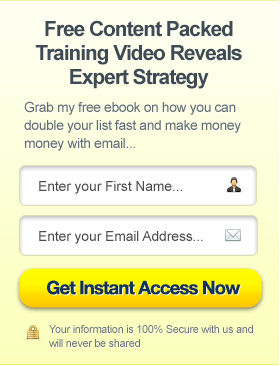 Free Content Packed
Training Video Reveals
Expert Strategy
Grab my free ebook on how you can
double your list fast and make money
money with email...
Enter your First Name...
Enter your Email Address...
Get Instant Access Now
Your information is 100% Secure with us and
will never be shared